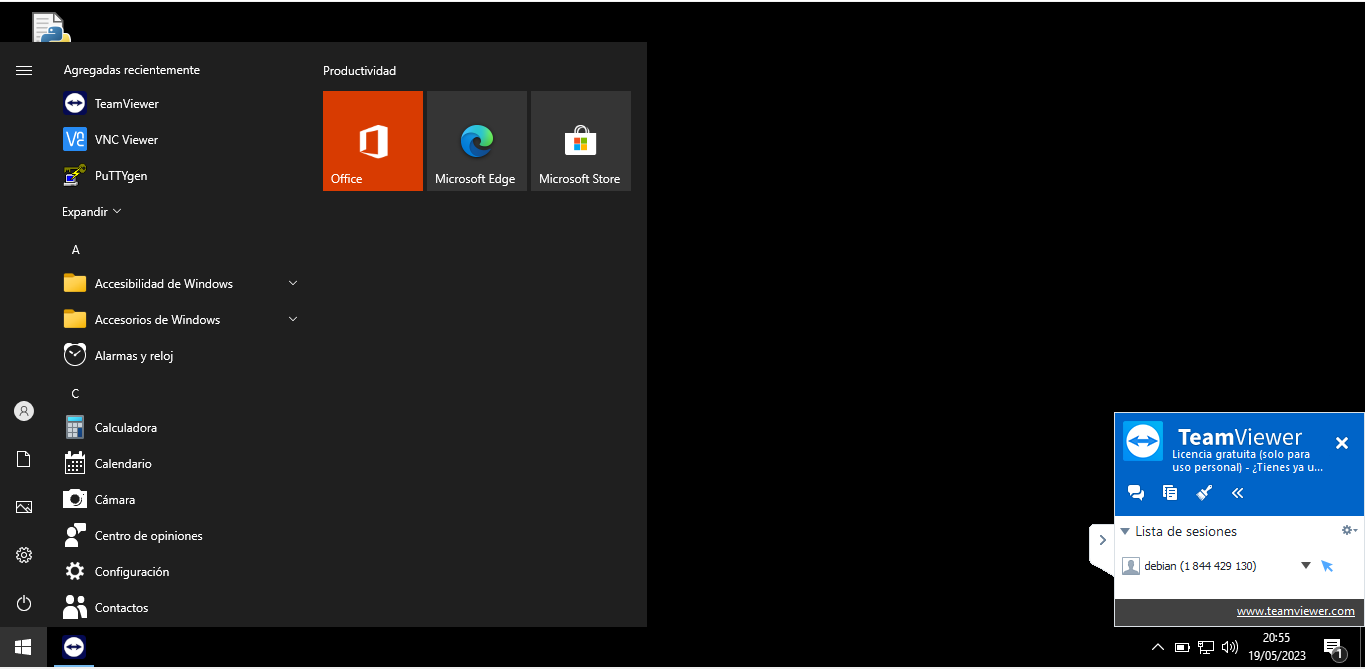 Agregadas recientemente
TeamViewer
VNC Viewer
PuTTYgen
Expandir
A
Accesibilidad de Windows
Accesorios de Windows
Alarmas y reloj
C
Calculadora
Calendario
Cámara
Centro de opiniones
Configuración
Contactos
Productividad
Office
Microsoft Edge
Microsoft Store
TeamViewer
Licencia gratuita (solo para
uso personal) - ¿Tienes ya u...
Lista de sesiones
debian (1 844 429 130)
www.teamviewer.com
20:55
19/05/2023
1